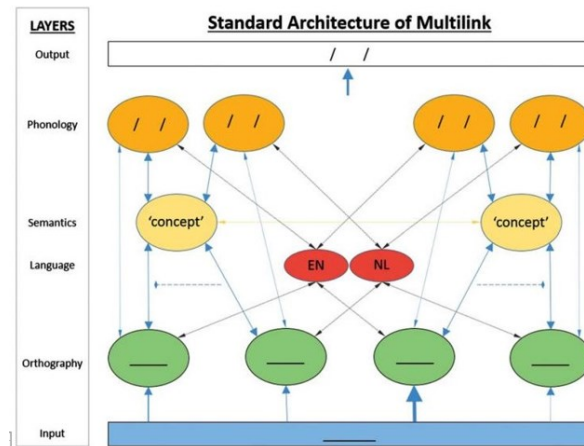 LAYERS
Standard Architecture of Multilink
Output
/ /
Phonology
/ / / / / / / /
Semantics
'concept' 'concept'
Language
EN NL
Orthography
Input